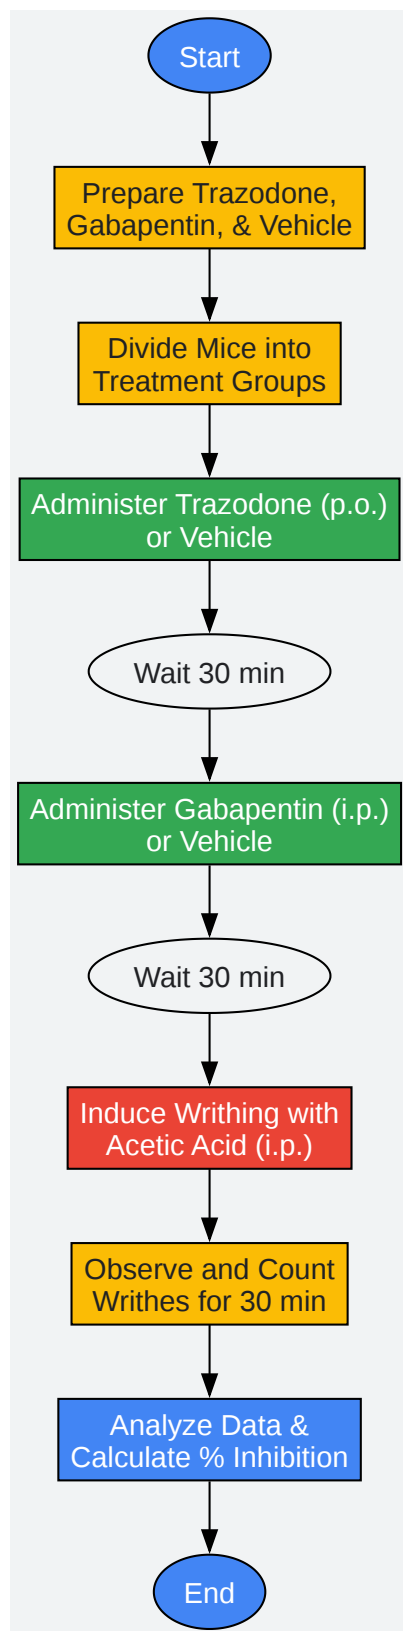 Start
Prepare Trazodone,
Gabapentin, & Vehicle
Divide Mice into
Treatment Groups
Administer Trazodone (p.o.)
or Vehicle
Wait 30 min
Administer Gabapentin (i.p.)
or Vehicle
Wait 30 min
Induce Writhing with
Acetic Acid (i.p.)
Observe and Count
Writhes for 30 min
Analyze Data &
Calculate % Inhibition
End